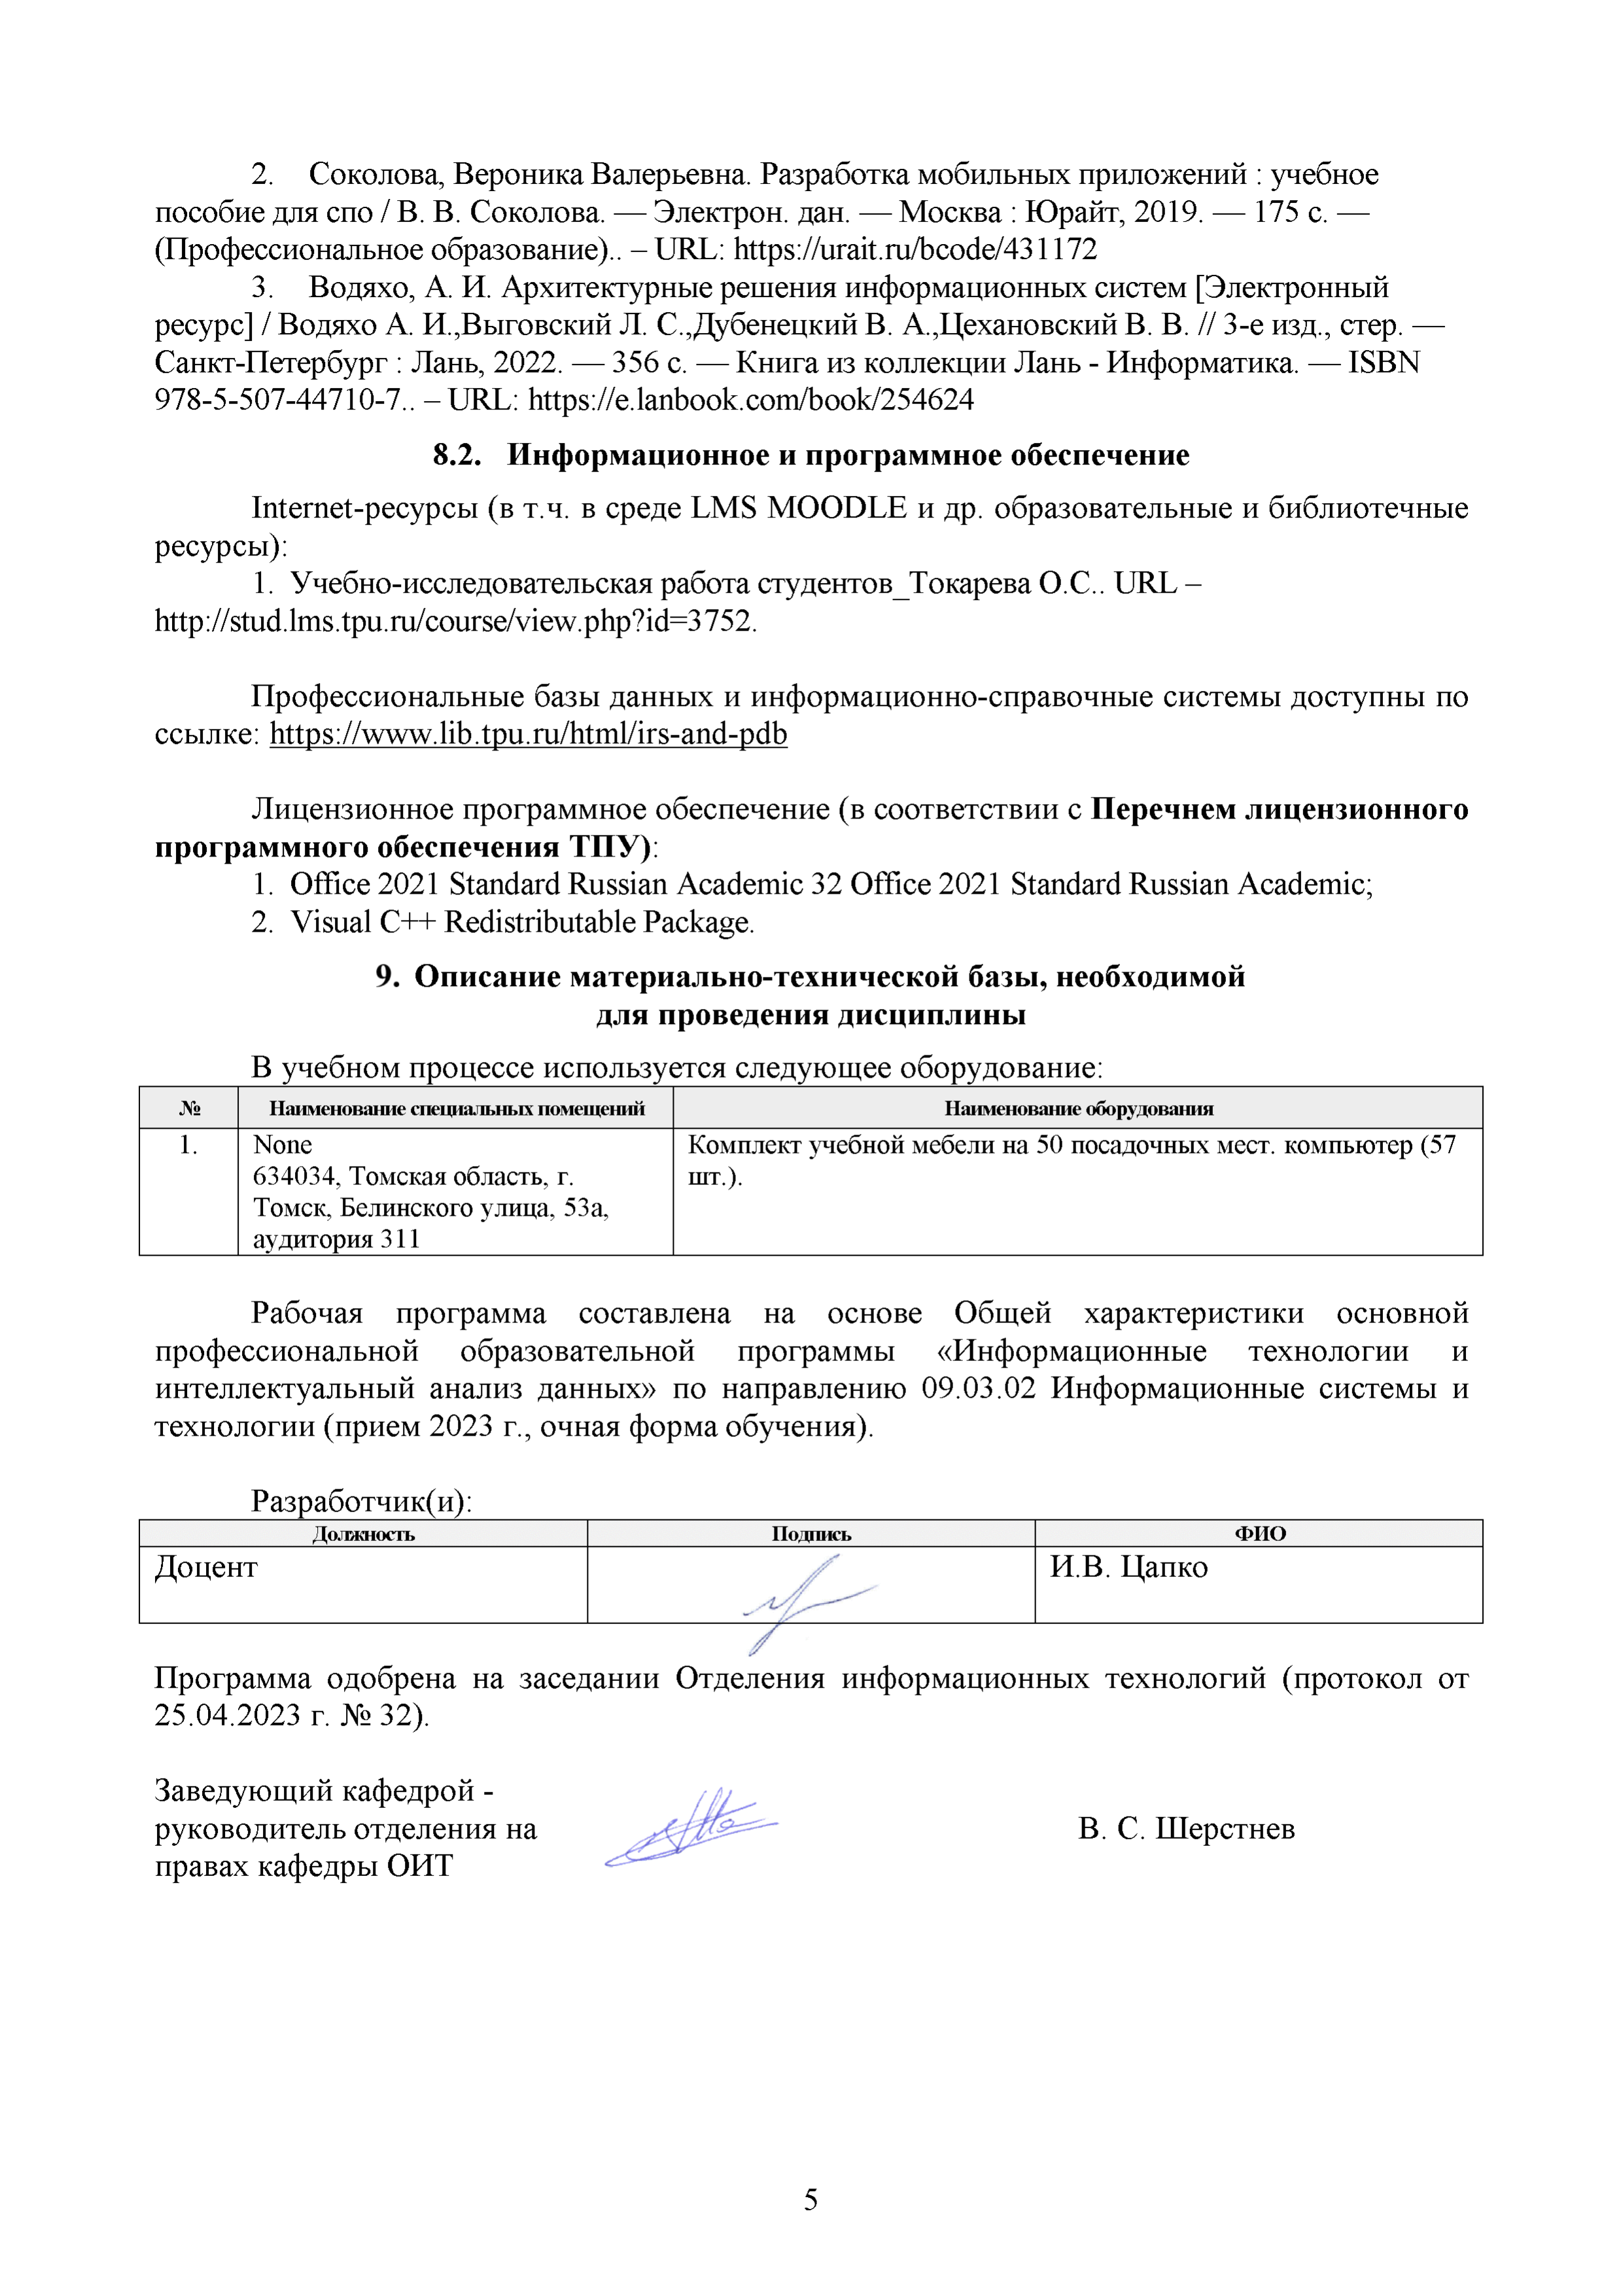 2. Соколова, Вероника Валерьевна. Разработка мобильных приложений : учебное
пособие для спо / В. В. Соколова. — Электрон. дан. — Москва : Юрайт, 2019. — 175 с. —
(Профессиональное образование).. – URL: https://urait.ru/bcode/431172
3. Водяхо, А. И. Архитектурные решения информационных систем [Электронный
ресурс] / Водяхо А. И.,Выговский Л. С.,Дубенецкий В. А.,Цехановский В. В. // 3-е изд., стер. —
Санкт-Петербург : Лань, 2022. — 356 с. — Книга из коллекции Лань - Информатика. — ISBN
978-5-507-44710-7.. – URL: https://e.lanbook.com/book/254624
8.2. Информационное и программное обеспечение
Internet-ресурсы (в т.ч. в среде LMS MOODLE и др. образовательные и библиотечные
ресурсы):
1. Учебно-исследовательская работа студентов_Токарева О.С.. URL –
http://stud.lms.tpu.ru/course/view.php?id=3752.
Профессиональные базы данных и информационно-справочные системы доступны по
ссылке: https://www.lib.tpu.ru/html/irs-and-pdb
Лицензионное программное обеспечение (в соответствии с Перечнем лицензионного
программного обеспечения ТПУ):
1. Office 2021 Standard Russian Academic 32 Office 2021 Standard Russian Academic;
2. Visual C++ Redistributable Package.
9. Описание материально-технической базы, необходимой
для проведения дисциплины
В учебном процессе используется следующее оборудование:
№ Наименование специальных помещений Наименование оборудования
1. None Комплект учебной мебели на 50 посадочных мест. компьютер (57
634034, Томская область, г. шт.).
Томск, Белинского улица, 53а,
аудитория 311
Рабочая программа составлена на основе Общей характеристики основной
профессиональной образовательной программы «Информационные технологии и
интеллектуальный анализ данных» по направлению 09.03.02 Информационные системы и
технологии (прием 2023 г., очная форма обучения).
Разработчик(и):
Должность Подпись ФИО
Доцент И.В. Цапко
Программа одобрена на заседании Отделения информационных технологий (протокол от
25.04.2023 г. № 32).
Заведующий кафедрой -
руководитель отделения на В. С. Шерстнев
правах кафедры ОИТ
5